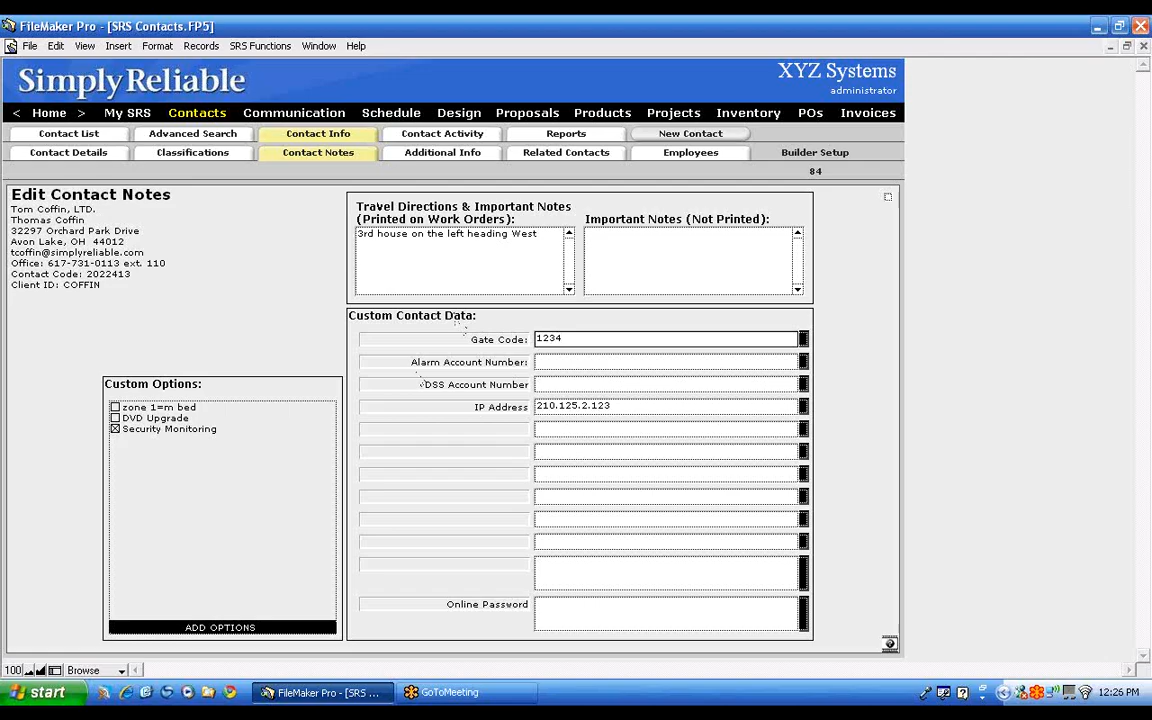 FileMaker Pro - [SRS Contacts.FP5]
File Edit View Insert Format Records SRS Functions Window Help
SimplyReliable
XYZ Systems
administrator
< Home > My SRS Contacts Communication Schedule Design Proposals Products Projects Inventory POs Invoices
Contact List Advanced Search Contact Info Contact Activity Reports New Contact
Contact Details Classifications Contact Notes Additional Info Related Contacts Employees Builder Setup
84
Edit Contact Notes
Tom Coffin, LTD.
Thomas Coffin
32297 Orchard Park Drive
Avon Lake, OH 44012
tcoffin@simplyreliable.com
Office: 617-731-0113 ext. 110
Contact Code: 2022413
Client ID: COFFIN
Travel Directions & Important Notes
(Printed on Work Orders):
3rd house on the left heading West
Important Notes (Not Printed):
Custom Contact Data:
Gate Code: 1234
Alarm Account Number:
DSS Account Number
IP Address 210.125.2.123
Online Password
Custom Options:
zone 1=m bed
DVD Upgrade
Security Monitoring
ADD OPTIONS
100 Browse
start FileMaker Pro - [SRS ... GoToMeeting 12:26 PM